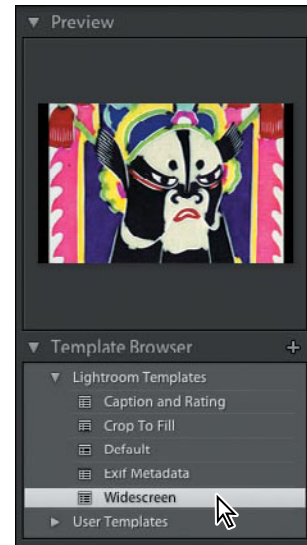 Preview
Template Browser
Lightroom Templates
Caption and Rating
Crop To Fill
Default
Exif Metadata
Widescreen
User Templates